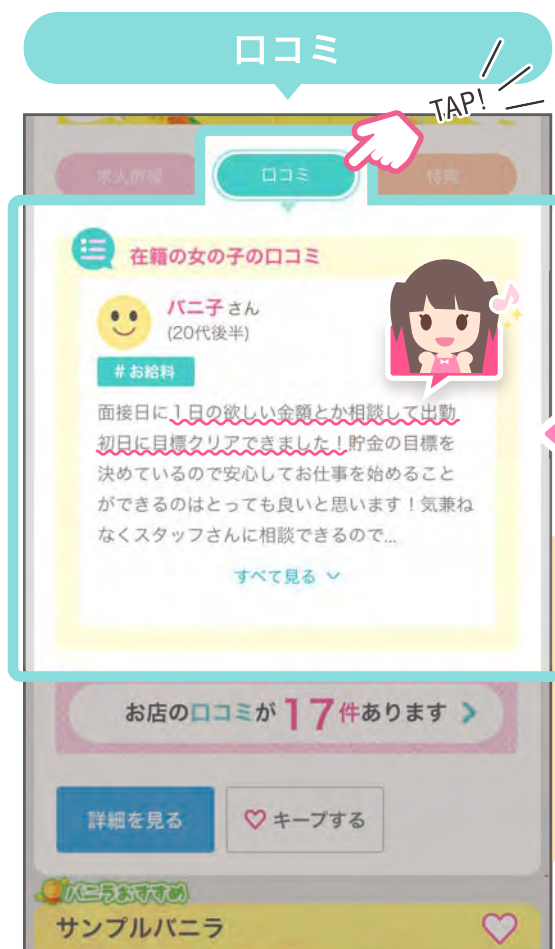 口コミ
TAP!
求人情報
口コミ
特典
在籍の女の子の口コミ
バニ子さん
(20代後半)
#お給料
面接日に1日の欲しい金額とか相談して出勤
初日に目標クリアできました！貯金の目標を
決めているので安心してお仕事を始めること
ができるのはとっても良いと思います！気兼ね
なくスタッフさんに相談できるので...
すべて見る
お店の口コミが17件あります
詳細を見る
キープする
バニラおすすめ
サンプルバニラ